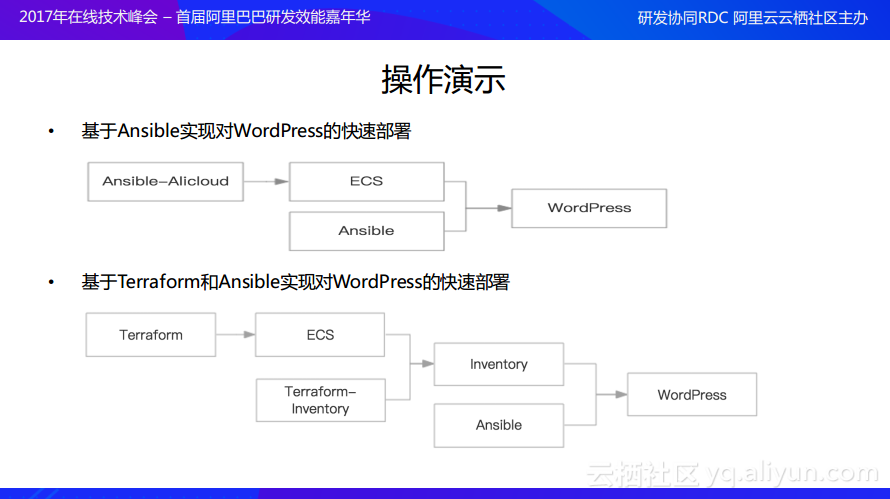 2017年在线技术峰会 – 首届阿里巴巴研发效能嘉年华
研发协同RDC 阿里云云栖社区主办
操作演示
• 基于Ansible实现对WordPress的快速部署
Ansible-Alicloud
ECS
Ansible
WordPress
• 基于Terraform和Ansible实现对WordPress的快速部署
Terraform
ECS
Terraform-
Inventory
Inventory
Ansible
WordPress
云栖社区 yq.aliyun.com